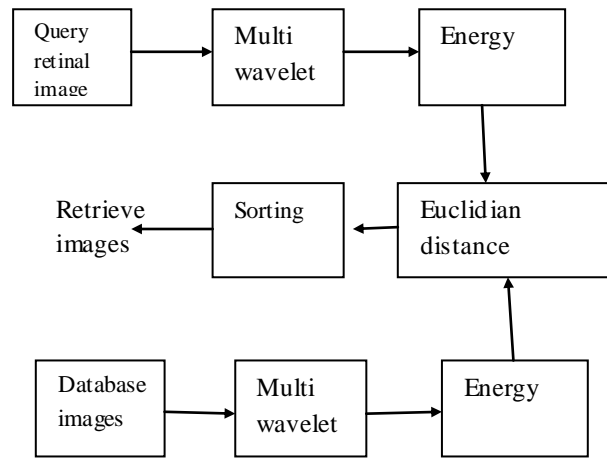 Query
retinal
image
Multi
wavelet
Energy
Retrieve
images
Sorting
Euclidian
distance
Database
images
Multi
wavelet
Energy